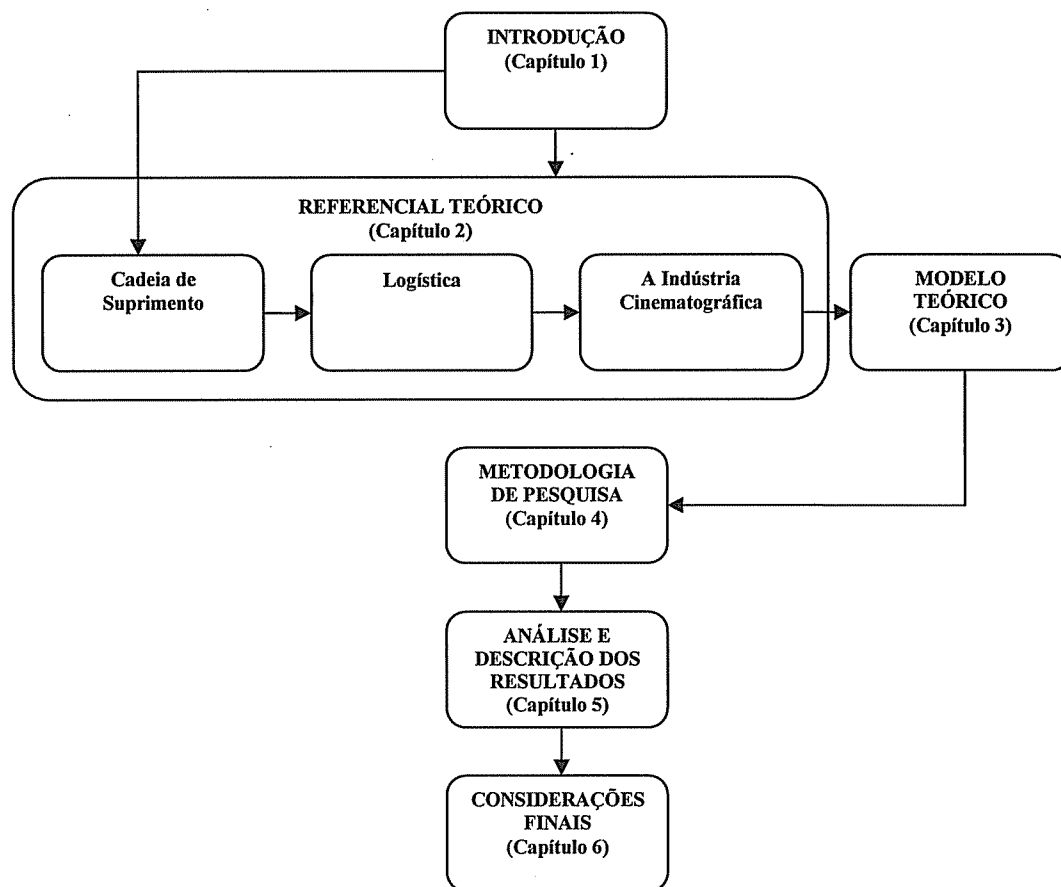 INTRODUÇÃO
(Capítulo 1)
REFERENCIAL TEÓRICO
(Capítulo 2)
Cadeia de
Suprimento
Logística
A Indústria
Cinematográfica
MODELO
TEÓRICO
(Capítulo 3)
METODOLOGIA
DE PESQUISA
(Capítulo 4)
ANÁLISE E
DESCRIÇÃO DOS
RESULTADOS
(Capítulo 5)
CONSIDERAÇÕES
FINAIS
(Capítulo 6)